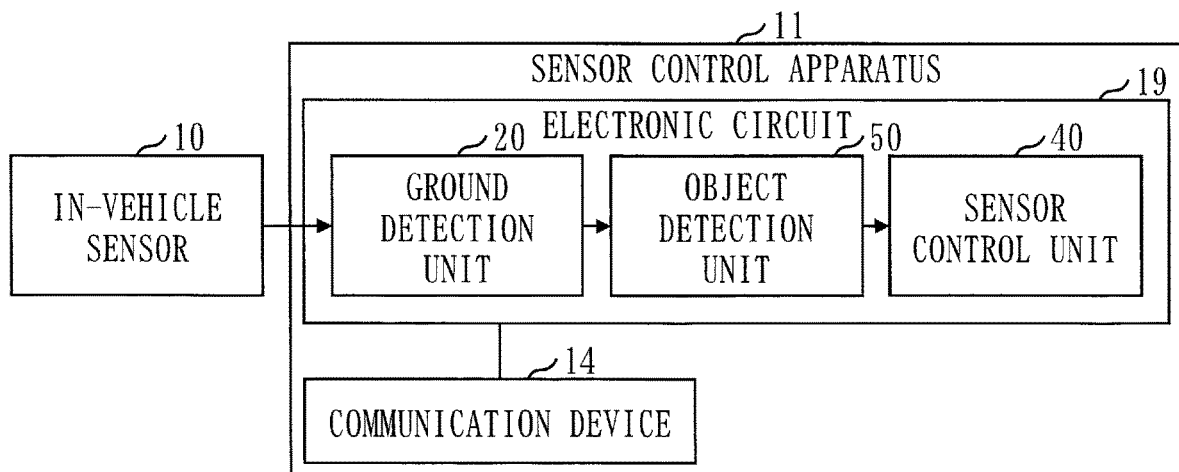 11
SENSOR CONTROL APPARATUS
19
ELECTRONIC CIRCUIT
10
IN-VEHICLE
SENSOR
20
GROUND
DETECTION
UNIT
50
OBJECT
DETECTION
UNIT
40
SENSOR
CONTROL UNIT
14
COMMUNICATION DEVICE